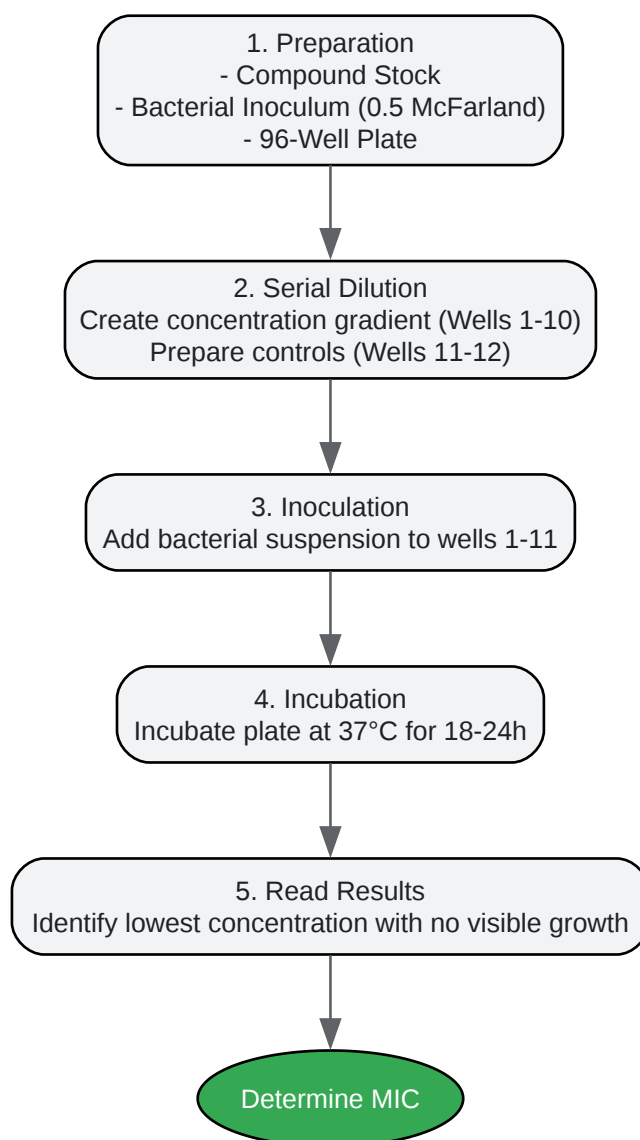 1. Preparation
- Compound Stock
- Bacterial Inoculum (0.5 McFarland)
- 96-Well Plate
2. Serial Dilution
Create concentration gradient (Wells 1-10)
Prepare controls (Wells 11-12)
3. Inoculation
Add bacterial suspension to wells 1-11
4. Incubation
Incubate plate at 37°C for 18-24h
5. Read Results
Identify lowest concentration with no visible growth
Determine MIC